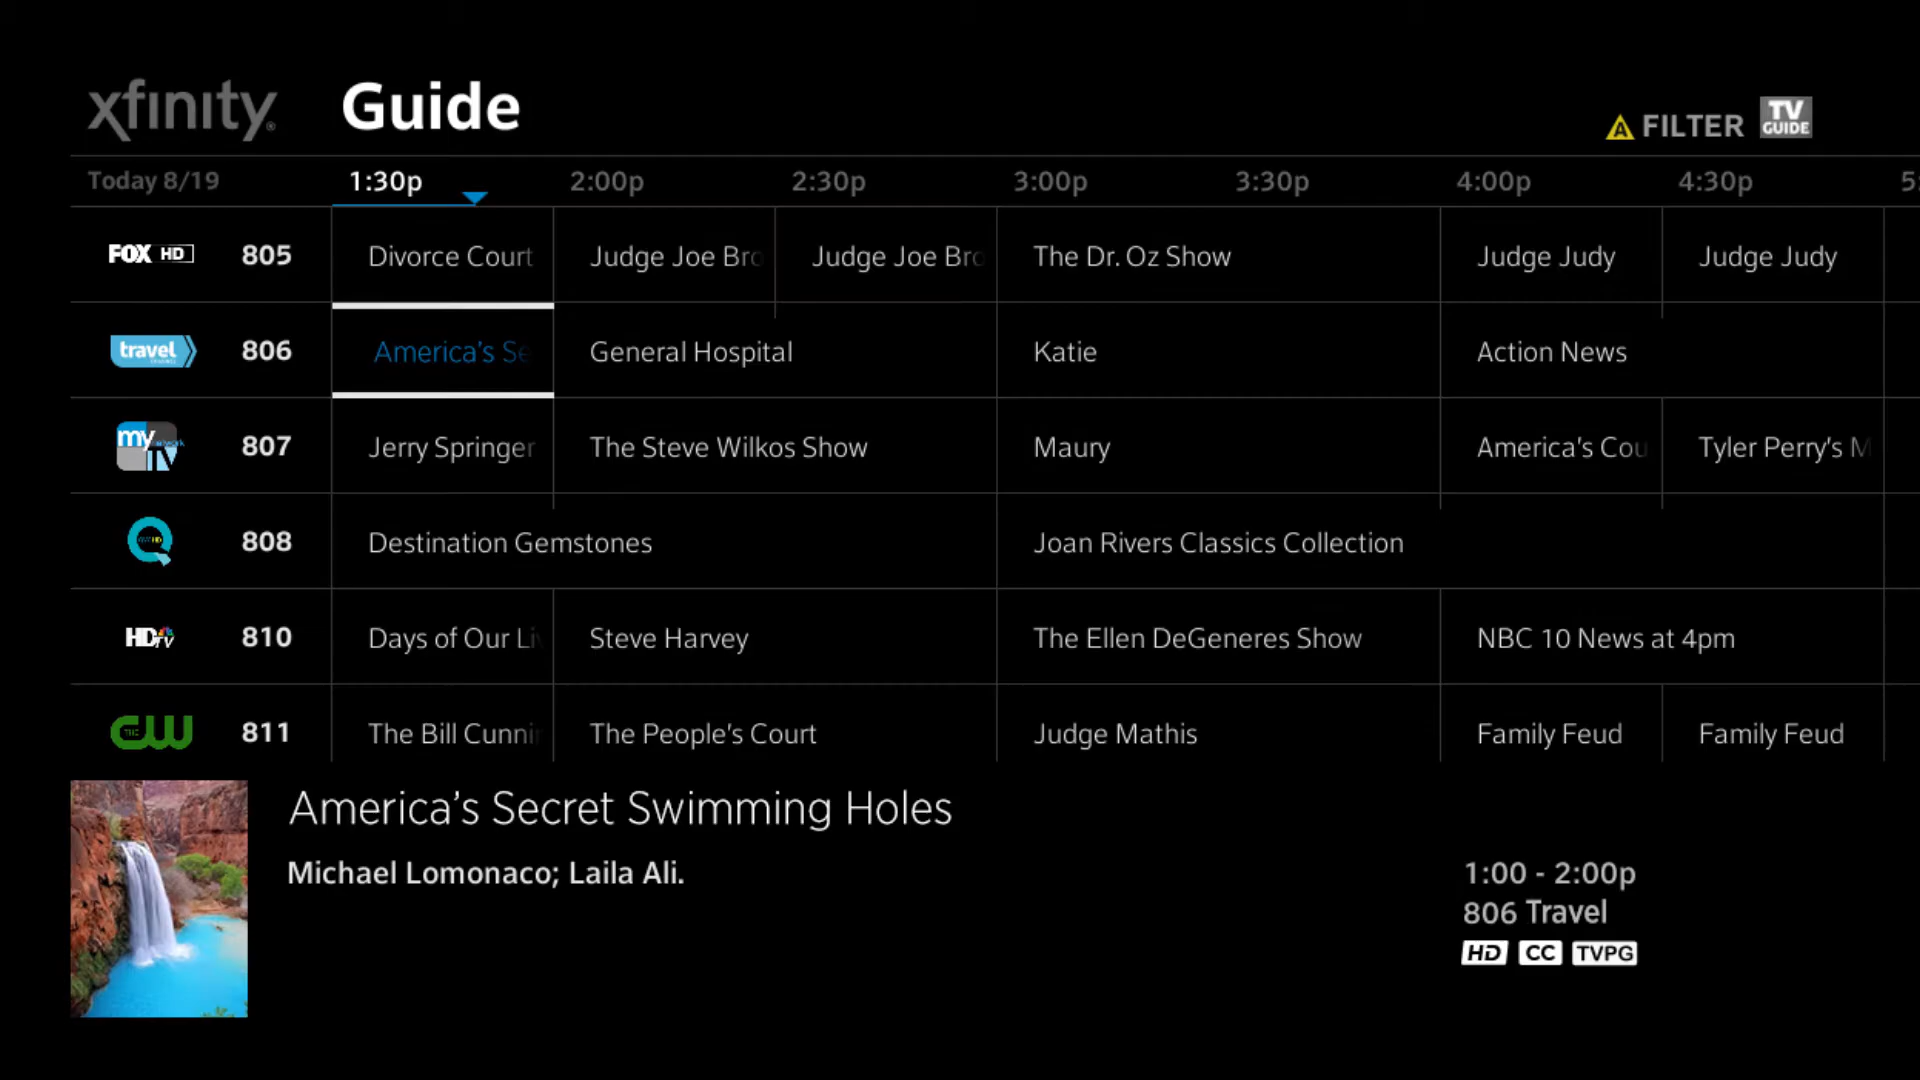 xfinity Guide
A FILTER TV GUIDE
Today 8/19 1:30p 2:00p 2:30p 3:00p 3:30p 4:00p 4:30p 5:
FOX HD 805 Divorce Court Judge Joe Bro Judge Joe Bro The Dr. Oz Show Judge Judy Judge Judy
travel CHANNEL 806 America's Se General Hospital Katie Action News
my network TV 807 Jerry Springer The Steve Wilkos Show Maury America's Cou Tyler Perry's M
808 Destination Gemstones Joan Rivers Classics Collection
HDTV 810 Days of Our Li Steve Harvey The Ellen DeGeneres Show NBC 10 News at 4pm
THE CW 811 The Bill Cunni The People's Court Judge Mathis Family Feud Family Feud
America's Secret Swimming Holes
Michael Lomonaco; Laila Ali.
1:00 - 2:00p
806 Travel
HD CC TVPG